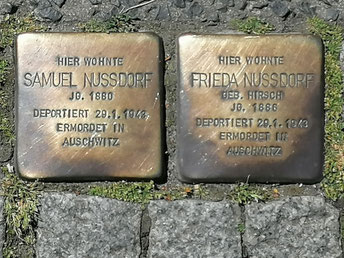 HIER WOHNTE
SAMUEL NUSSDORF
JG. 1880
DEPORTIERT 29.1.1943
ERMORDET IN
AUSCHWITZ
HIER WOHNTE
FRIEDA NUSSDORF
GEB. HIRSCH
JG. 1886
DEPORTIERT 29.1.1943
ERMORDET IN
AUSCHWITZ